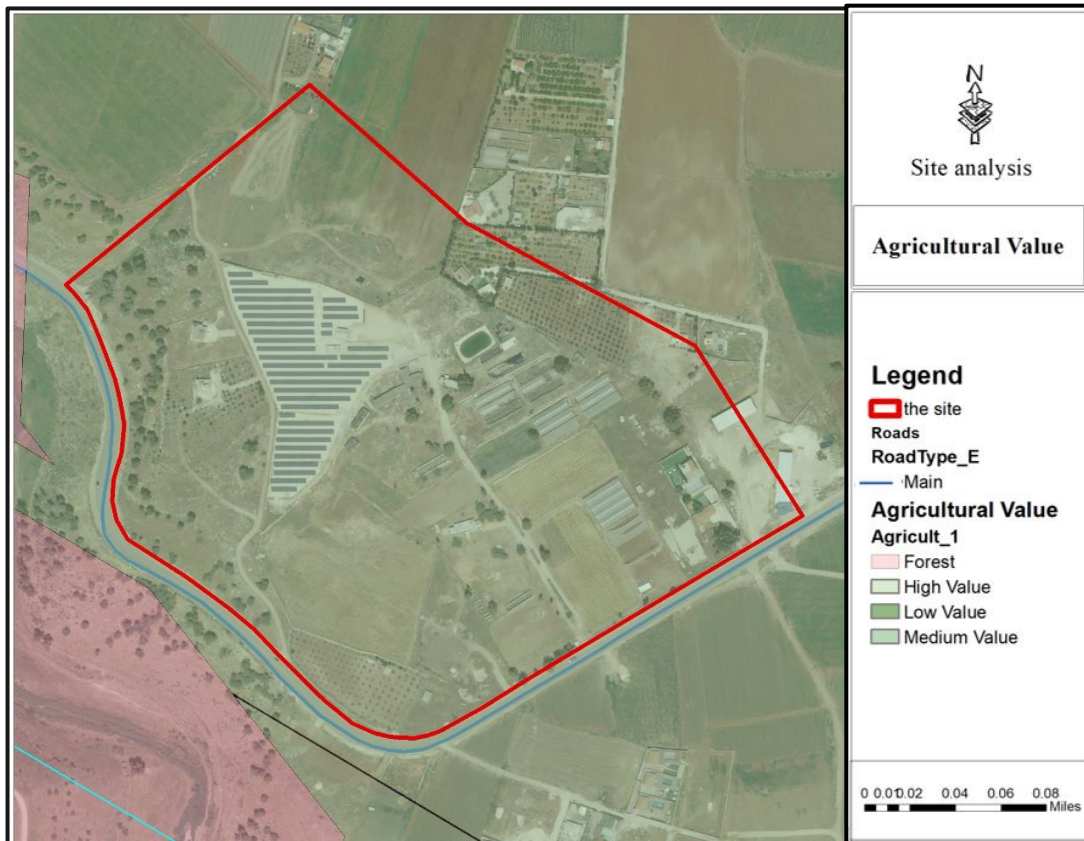 N
Site analysis
Agricultural Value
Legend
the site
Roads
RoadType_E
Main
Agricultural Value
Agricult_1
Forest
High Value
Low Value
Medium Value
0 0.01 0.02 0.04 0.06 0.08
Miles